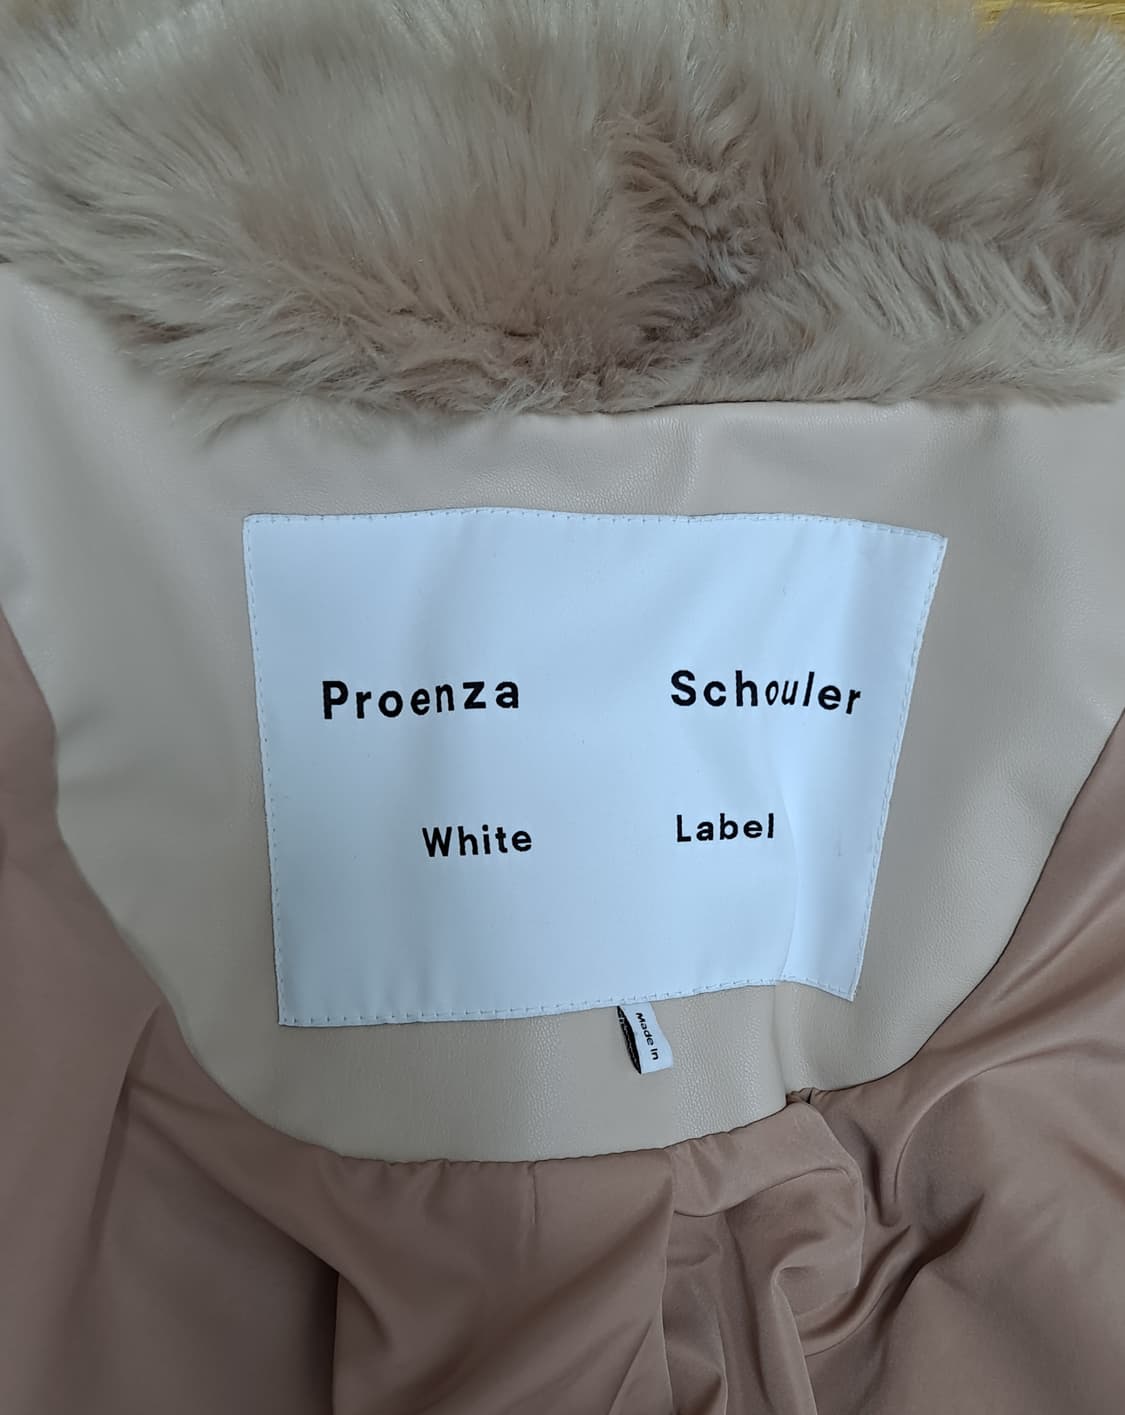 Proenza Schouler
White Label
Made in